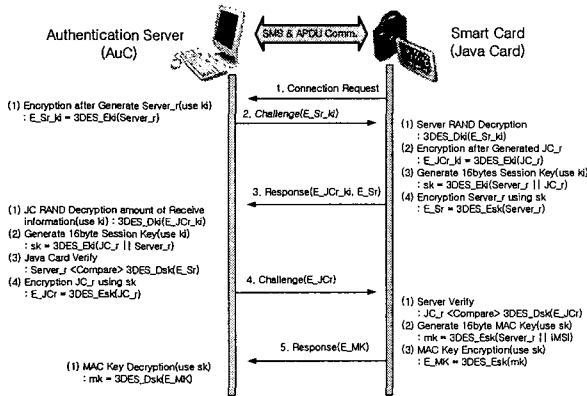 Authentication Server
(AuC)
SMS & APDU Comm.
Smart Card
(Java Card)
1. Connection Request
(1) Encryption after Generate Server_r(use ki)
: E_Sr_ki = 3DES_Eki(Server_r)
2. Challenge(E_Sr_ki)
(1) Server RAND Decryption
: 3DES_Dki(E_Sr_ki)
(2) Encryption after Generated JC_r
: E_JCr_ki = 3DES_Eki(JC_r)
(3) Generate 16bytes Session Key(use ki)
: sk = 3DES_Eki(Server_r || JC_r)
(4) Encryption Server_r using sk
: E_Sr = 3DES_Esk(Server_r)
3. Response(E_JCr_ki, E_Sr)
(1) JC RAND Decryption amount of Receive
information(use ki) : 3DES_Dki(E_JCr_ki)
(2) Generate 16byte Session Key(use ki)
: sk = 3DES_Eki(JC_r || Server_r)
(3) Java Card Verify
: Server_r <Compare> 3DES_Dsk(E_Sr)
(4) Encryption JC_r using sk
: E_JCr = 3DES_Esk(JC_r)
4. Challenge(E_JCr)
(1) Server Verify
: JC_r <Compare> 3DES_Dsk(E_JCr)
(2) Generate 16byte MAC Key(use sk)
: mk = 3DES_Esk(Server_r || IMSI)
(3) MAC Key Encryption(use sk)
: E_MK = 3DES_Esk(mk)
5. Response(E_MK)
(1) MAC Key Decryption(use sk)
: mk = 3DES_Dsk(E_MK)